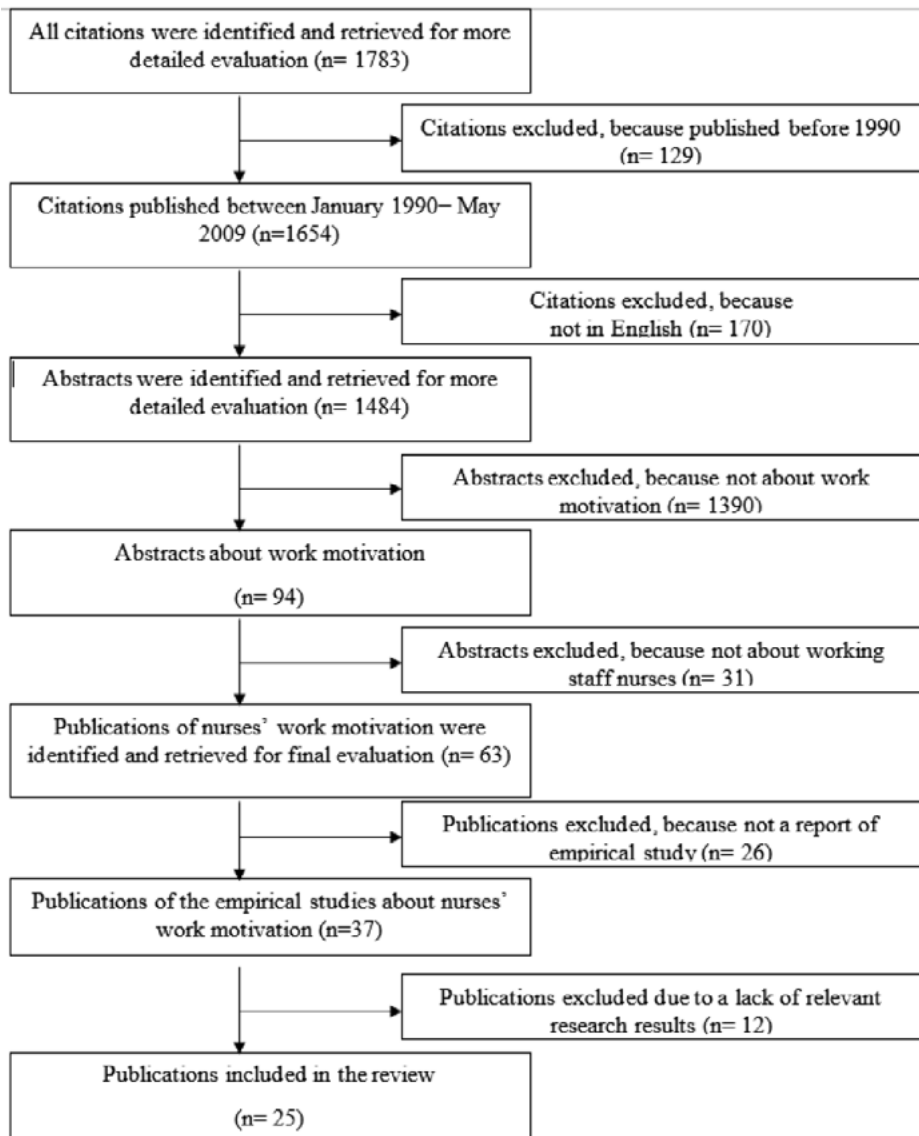 All citations were identified and retrieved for more
detailed evaluation (n= 1783)
Citations excluded, because published before 1990
(n= 129)
Citations published between January 1990– May
2009 (n=1654)
Citations excluded, because
not in English (n= 170)
Abstracts were identified and retrieved for more
detailed evaluation (n= 1484)
Abstracts excluded, because not about work
motivation (n= 1390)
Abstracts about work motivation
(n= 94)
Abstracts excluded, because not about working
staff nurses (n= 31)
Publications of nurses’ work motivation were
identified and retrieved for final evaluation (n= 63)
Publications excluded, because not a report of
empirical study (n= 26)
Publications of the empirical studies about nurses’
work motivation (n=37)
Publications excluded due to a lack of relevant
research results (n= 12)
Publications included in the review
(n= 25)